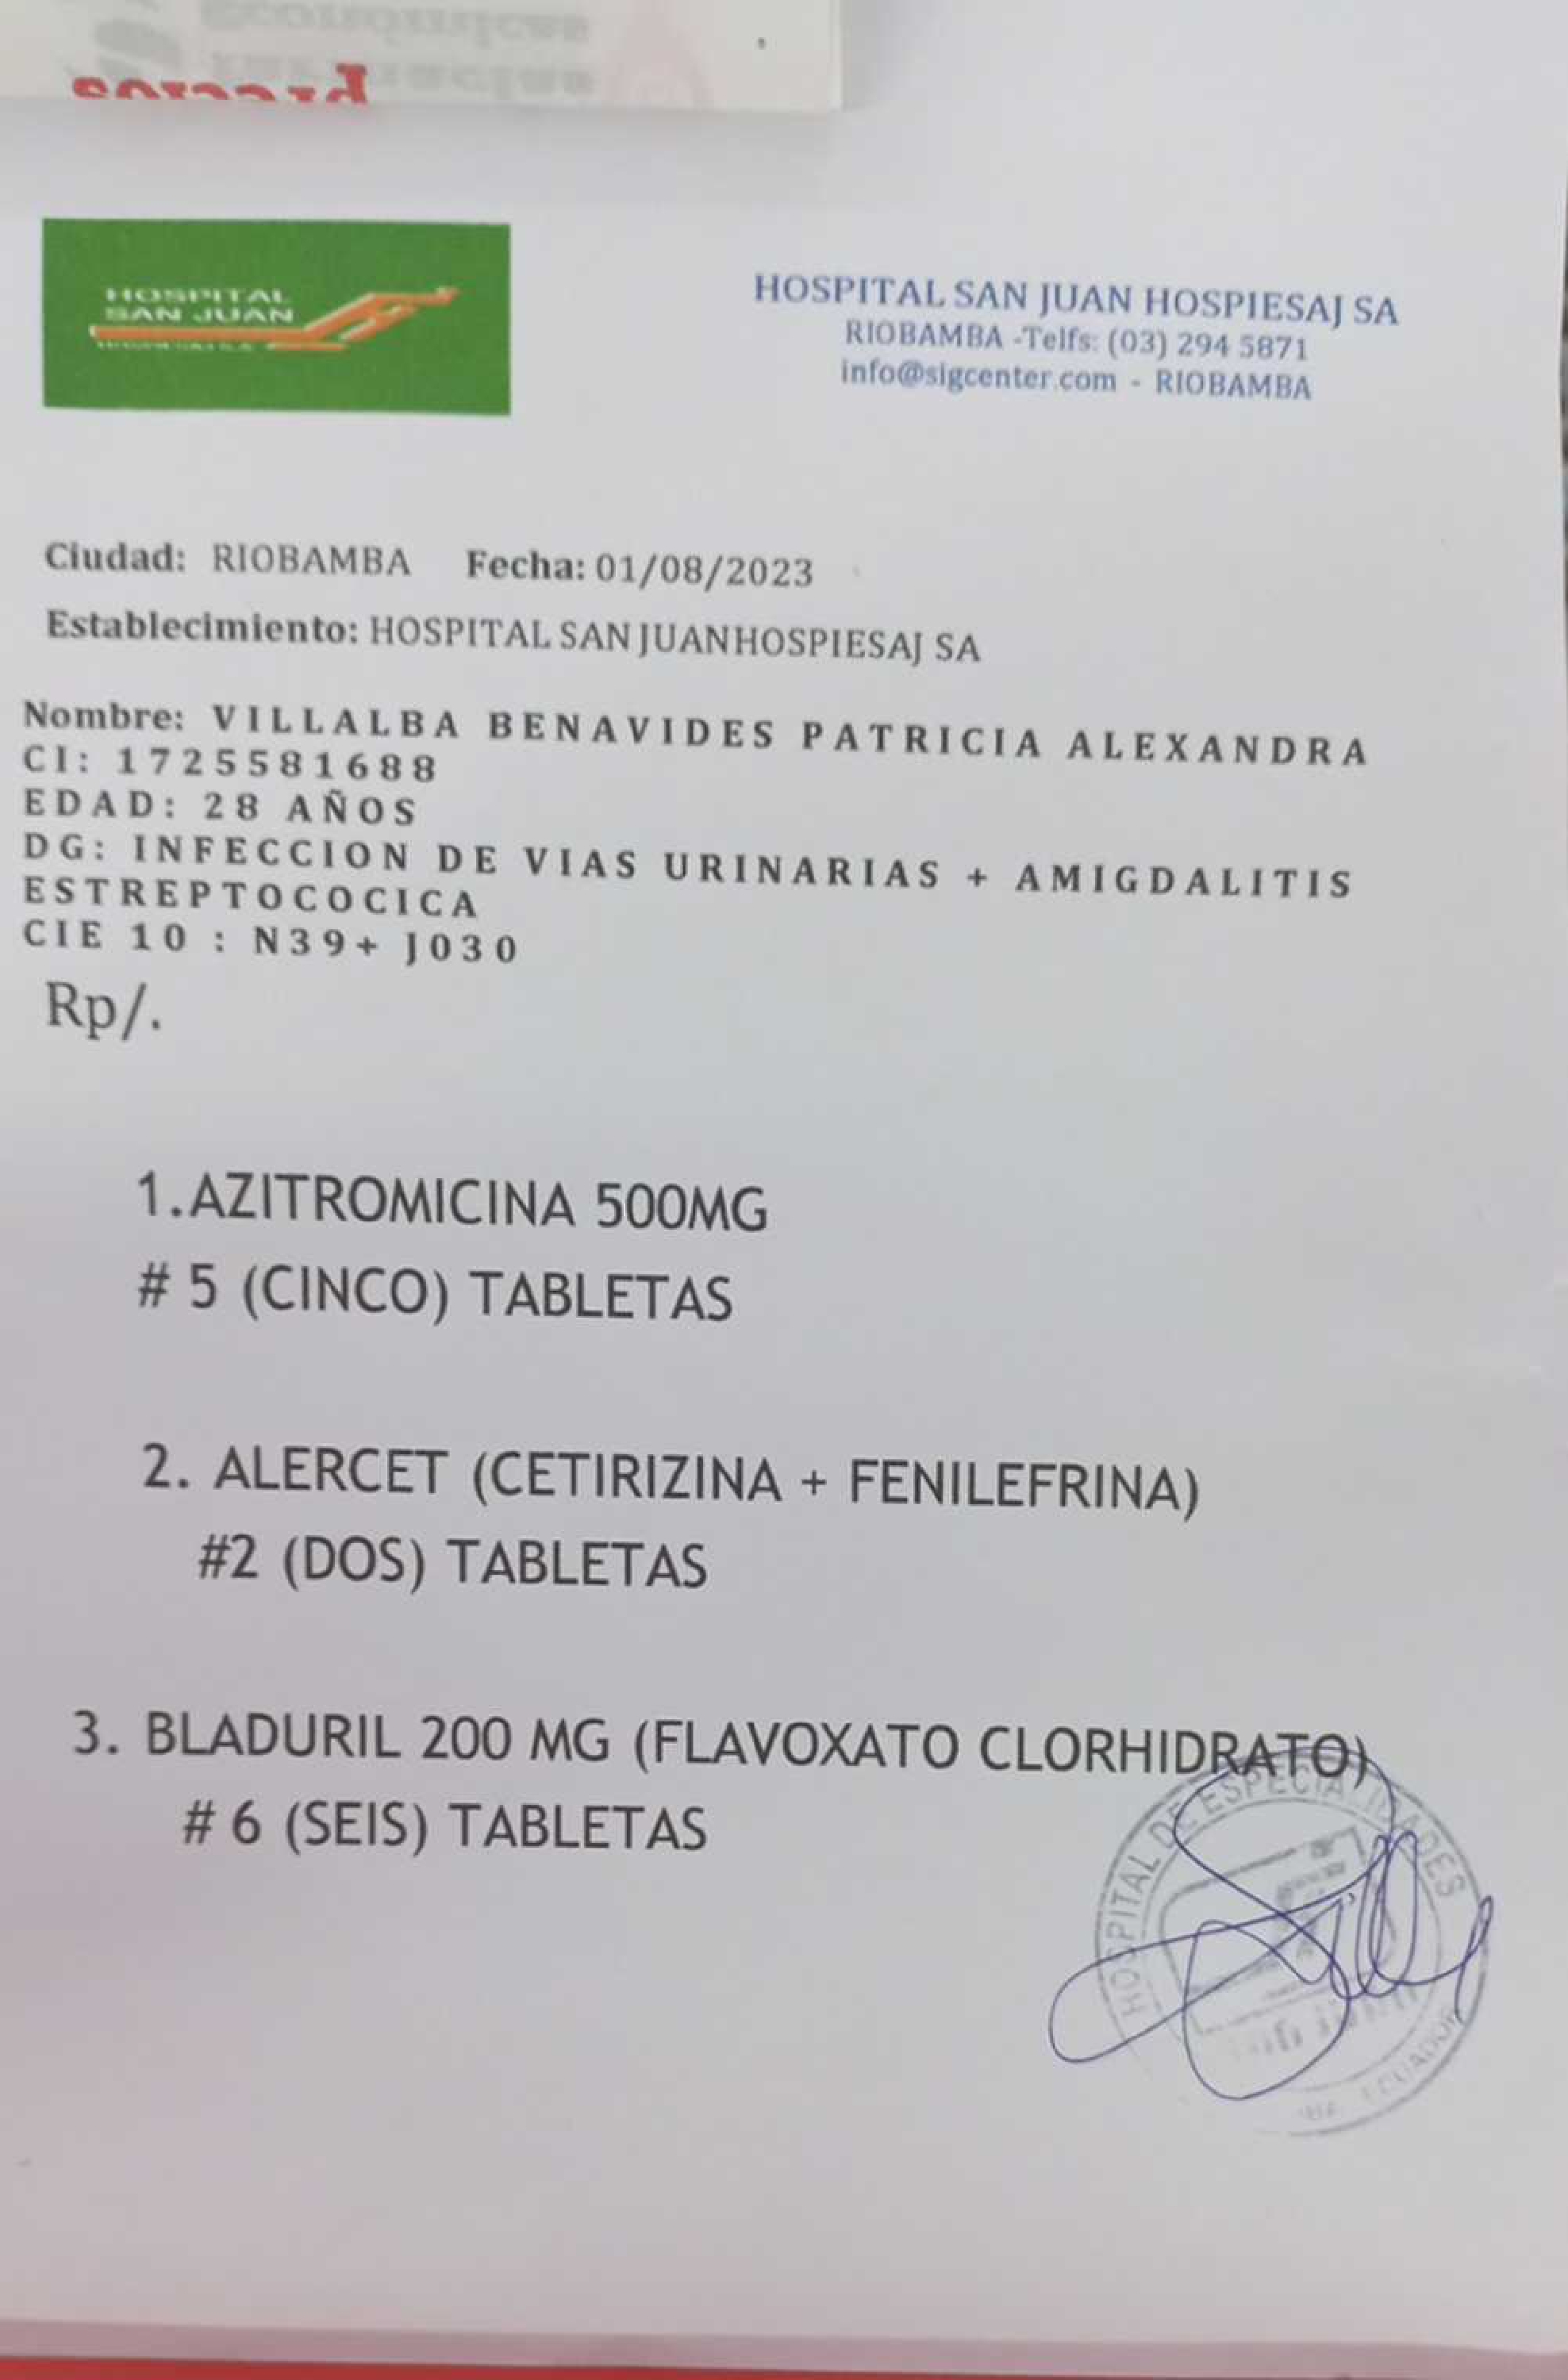 Económicas
farmacias
precios
HOSPITAL
SAN JUAN
HOSPITAL SAN JUAN HOSPIESAJ SA
RIOBAMBA -Telfs: (03) 294 5871
info@sigcenter.com - RIOBAMBA
Ciudad: RIOBAMBA Fecha: 01/08/2023
Establecimiento: HOSPITAL SAN JUANHOSPIESAJ SA
Nombre: VILLALBA BENAVIDES PATRICIA ALEXANDRA
CI: 1725581688
EDAD: 28 AÑOS
DG: INFECCION DE VIAS URINARIAS + AMIGDALITIS
ESTREPTOCOCICA
CIE 10 : N39+ J030
Rp/.
1.AZITROMICINA 500MG
# 5 (CINCO) TABLETAS
2. ALERCET (CETIRIZINA + FENILEFRINA)
#2 (DOS) TABLETAS
3. BLADURIL 200 MG (FLAVOXATO CLORHIDRATO)
# 6 (SEIS) TABLETAS
HOSPITAL DE ESPECIALIDADES
ECUADOR